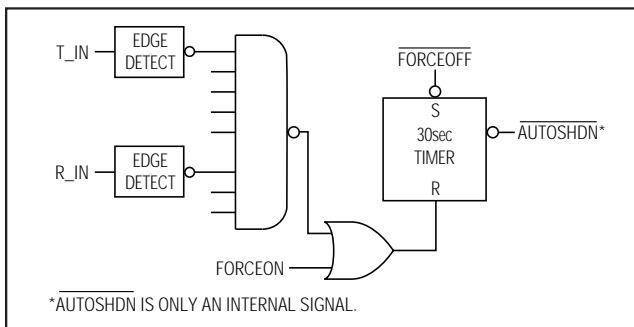 T_IN
EDGE
DETECT
R_IN
EDGE
DETECT
FORCEON
FORCEOFF
S
30sec
TIMER
R
AUTOSHDN*
*AUTOSHDN IS ONLY AN INTERNAL SIGNAL.